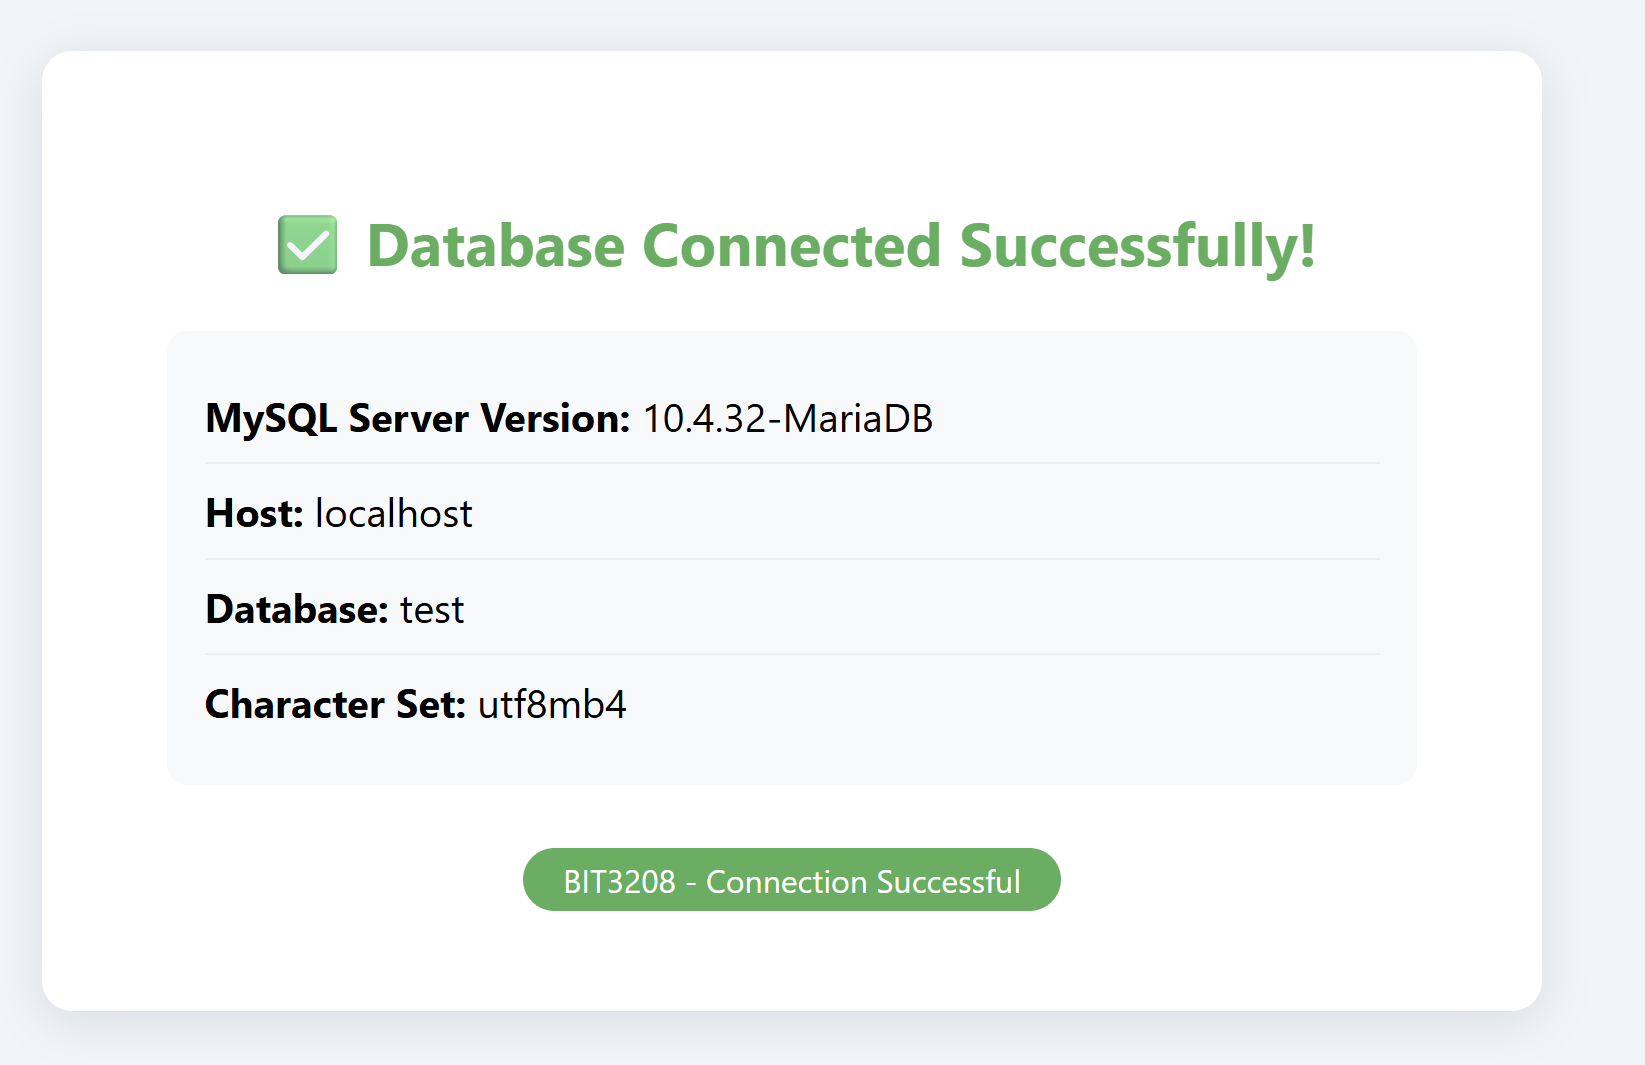 ✅ Database Connected Successfully!
MySQL Server Version: 10.4.32-MariaDB
Host: localhost
Database: test
Character Set: utf8mb4
BIT3208 - Connection Successful